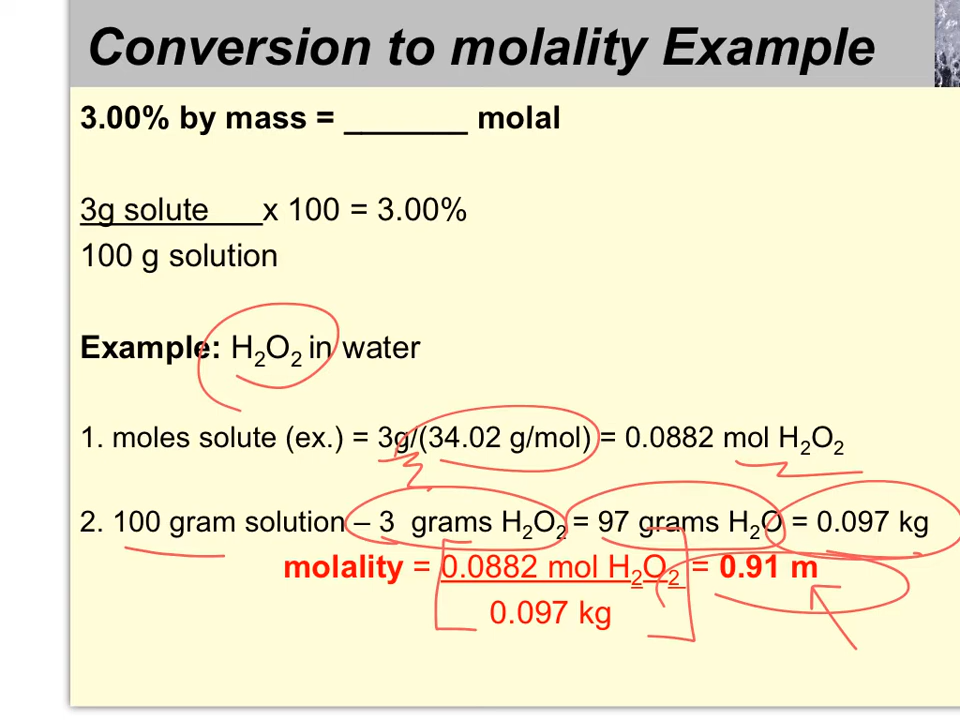 Conversion to molality Example
3.00% by mass = _______ molal
3g solute___x 100 = 3.00%
100 g solution
Example: H₂O₂ in water
1. moles solute (ex.) = 3g/(34.02 g/mol) = 0.0882 mol H₂O₂
2. 100 gram solution – 3 grams H₂O₂ = 97 grams H₂O = 0.097 kg
molality = 0.0882 mol H₂O₂ = 0.91 m
0.097 kg